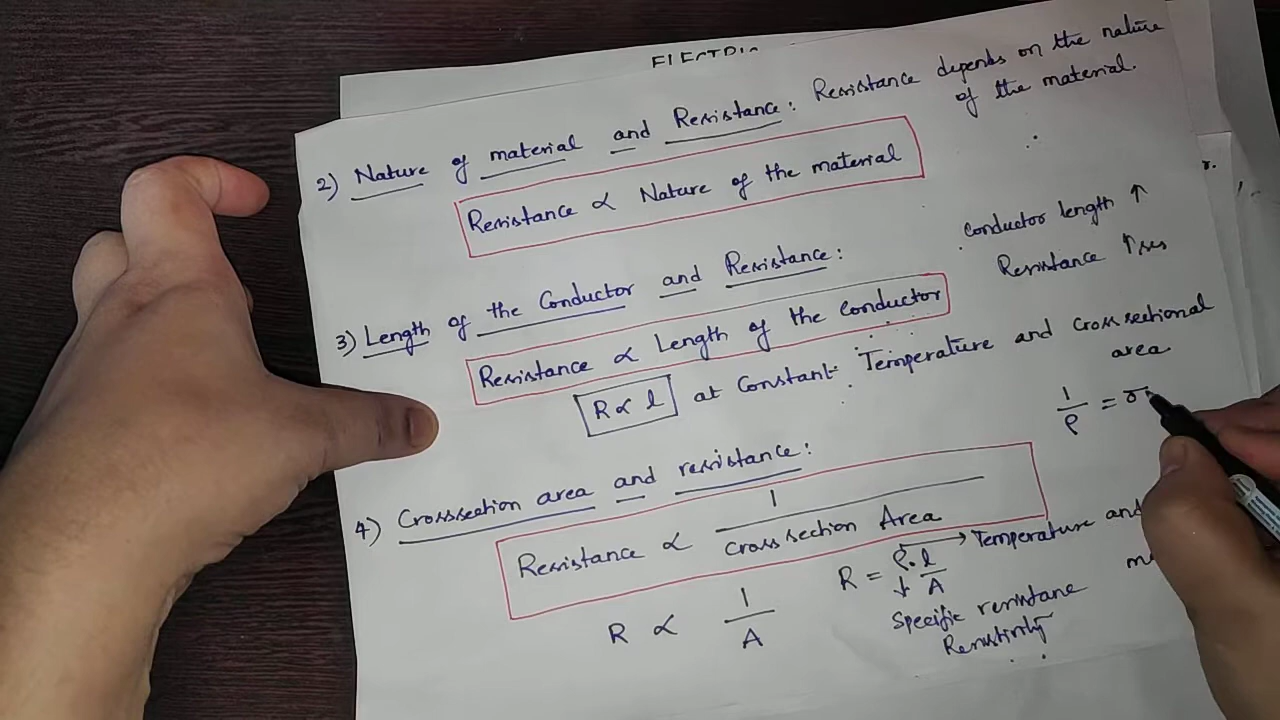 2) Nature of material and Resistance: Resistance depends on the nature
of the material.
Resistance ∝ Nature of the material
3) Length of the Conductor and Resistance:
Conductor length ↑
Resistance ↑ses
Resistance ∝ Length of the Conductor
R ∝ l at Constant Temperature and Cross sectional
area
1/ρ = σ
4) Crosssection area and resistance:
Resistance ∝ 1/Cross section Area
R ∝ 1/A
R = ρ.l/A → Temperature and
↓
Specific resistane
Resistivity